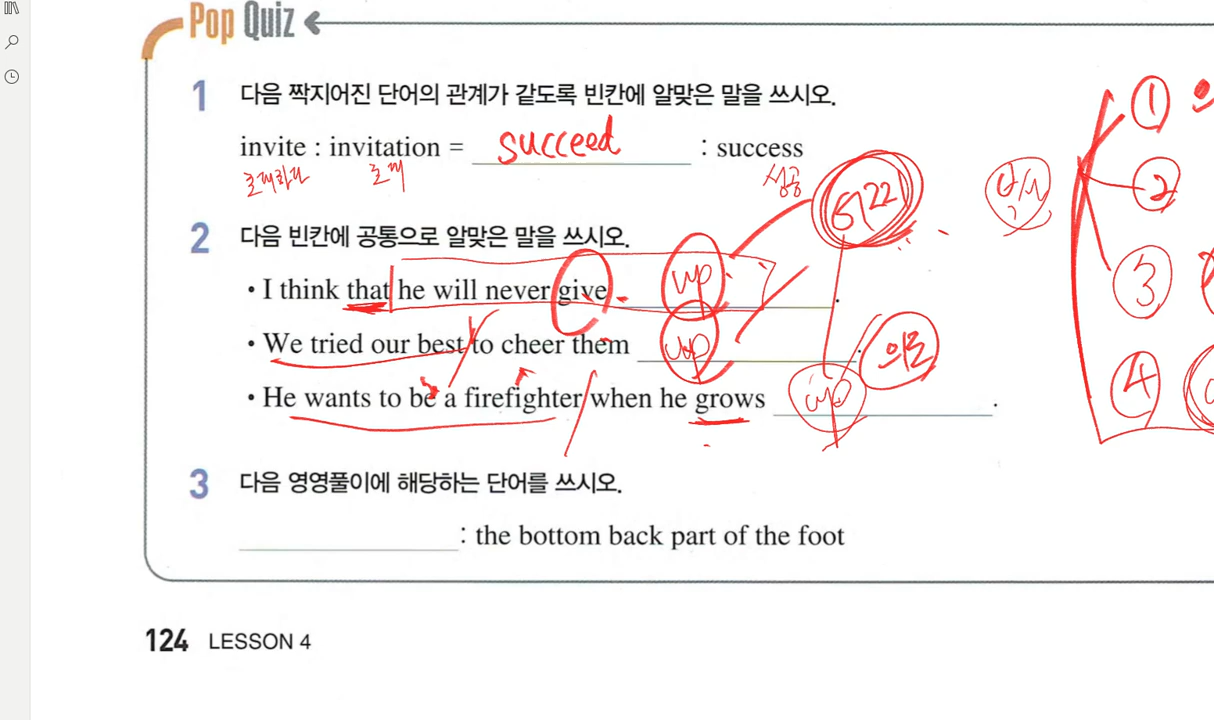 Pop Quiz
1 다음 짝지어진 단어의 관계가 같도록 빈칸에 알맞은 말을 쓰시오.
invite : invitation = succeed : success
초대하다 초대 성공
2 다음 빈칸에 공통으로 알맞은 말을 쓰시오.
• I think that he will never give up .
• We tried our best to cheer them up .
• He wants to be a firefighter when he grows up .
3 다음 영영풀이에 해당하는 단어를 쓰시오.
: the bottom back part of the foot
124 LESSON 4
1
2
3
4